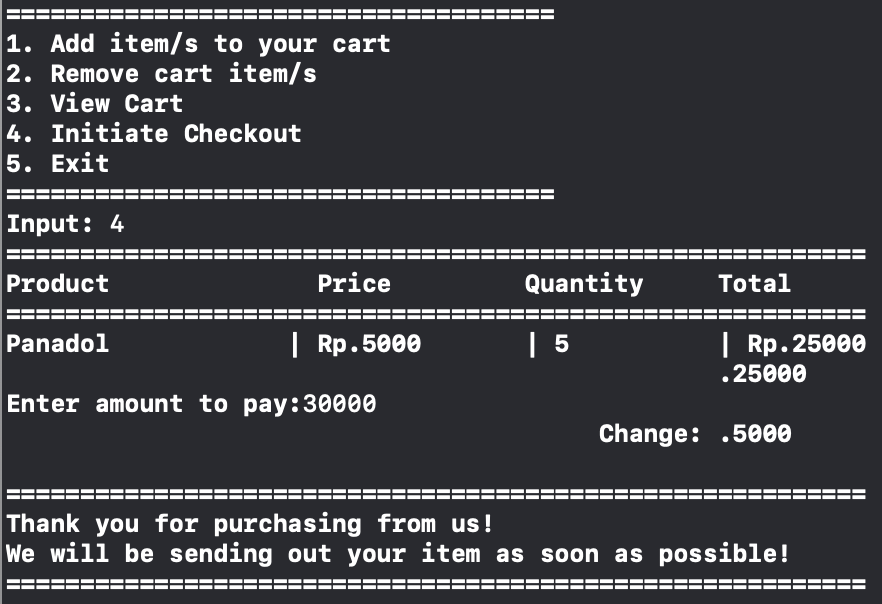 =====================================
1. Add item/s to your cart
2. Remove cart item/s
3. View Cart
4. Initiate Checkout
5. Exit
=====================================
Input: 4
==========================================================
Product              Price         Quantity     Total
==========================================================
Panadol            | Rp.5000       | 5          | Rp.25000
                                                .25000
Enter amount to pay:30000
                                        Change: .5000

==========================================================
Thank you for purchasing from us!
We will be sending out your item as soon as possible!
==========================================================